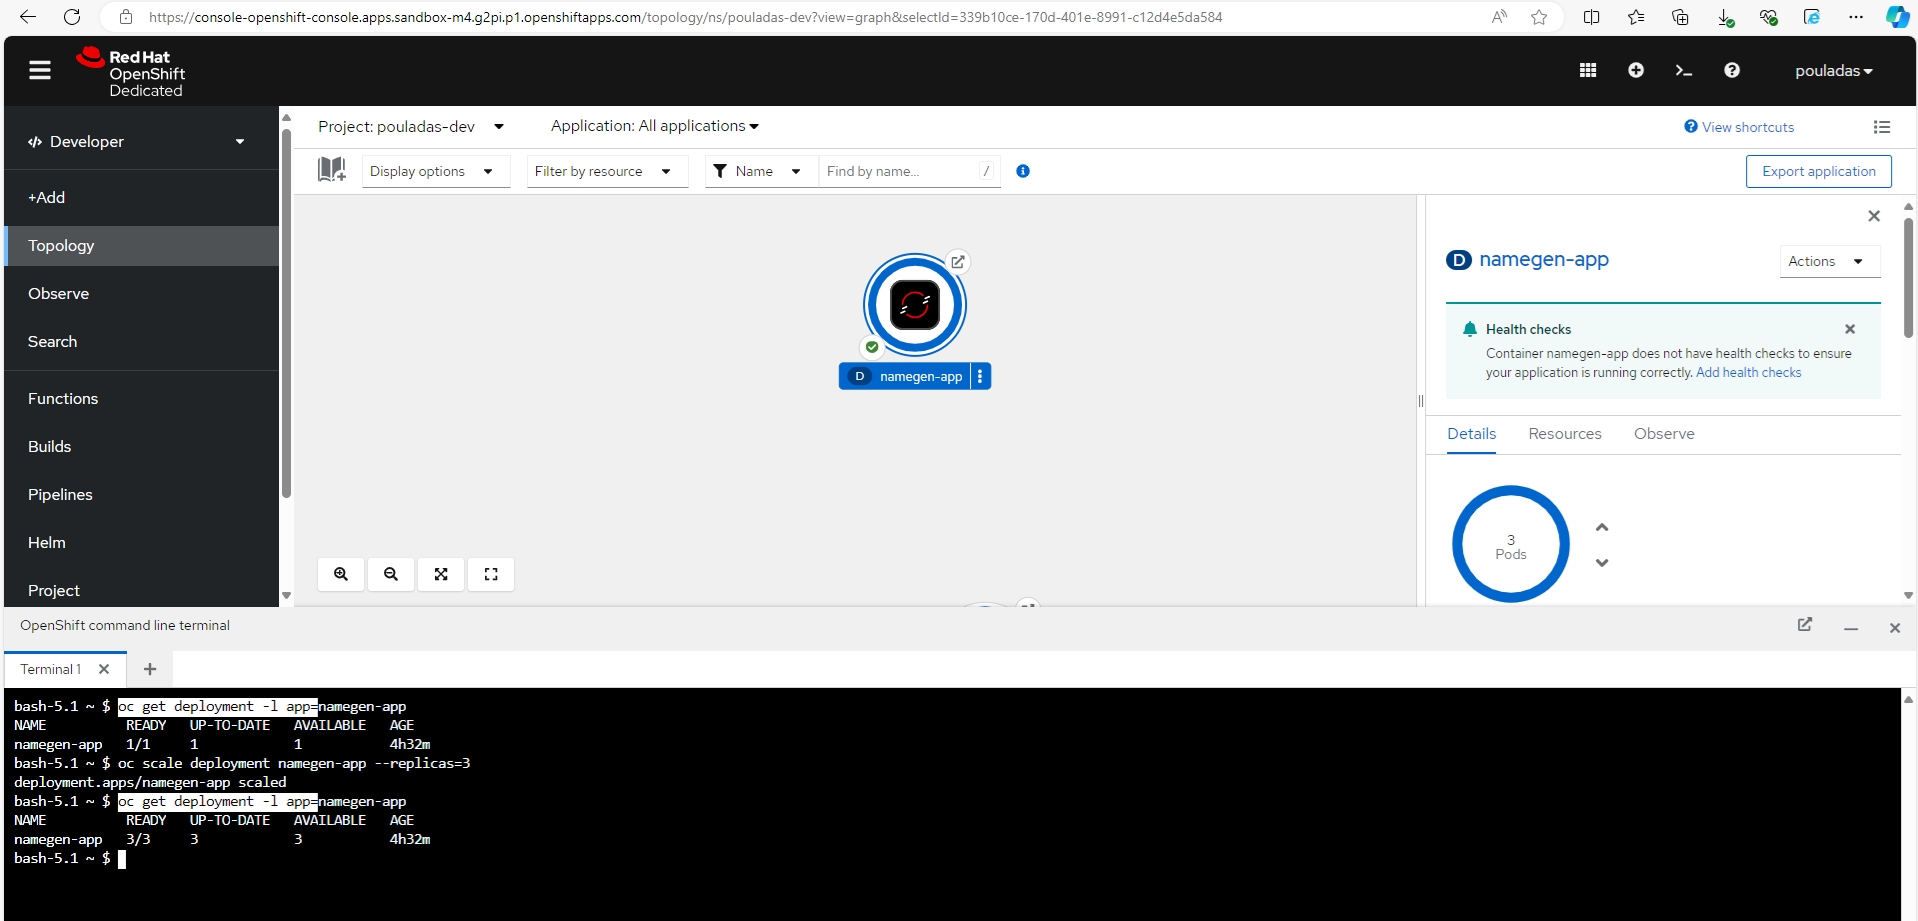 https://console-openshift-console.apps.sandbox-m4.g2pi.p1.openshiftapps.com/topology/ns/pouladas-dev?view=graph&selectId=339b10ce-170d-401e-8991-c12d4e5da584
Red Hat
OpenShift
Dedicated
pouladas
Developer
+Add
Topology
Observe
Search
Functions
Builds
Pipelines
Helm
Project
Project: pouladas-dev
Application: All applications
View shortcuts
Display options
Filter by resource
Name
Find by name...
/
Export application
D namegen-app
D namegen-app
Actions
Health checks
Container namegen-app does not have health checks to ensure
your application is running correctly. Add health checks
Details Resources Observe
3
Pods
OpenShift command line terminal
Terminal 1
bash-5.1 ~ $ oc get deployment -l app=namegen-app
NAME READY UP-TO-DATE AVAILABLE AGE
namegen-app 1/1 1 1 4h32m
bash-5.1 ~ $ oc scale deployment namegen-app --replicas=3
deployment.apps/namegen-app scaled
bash-5.1 ~ $ oc get deployment -l app=namegen-app
NAME READY UP-TO-DATE AVAILABLE AGE
namegen-app 3/3 3 3 4h32m
bash-5.1 ~ $